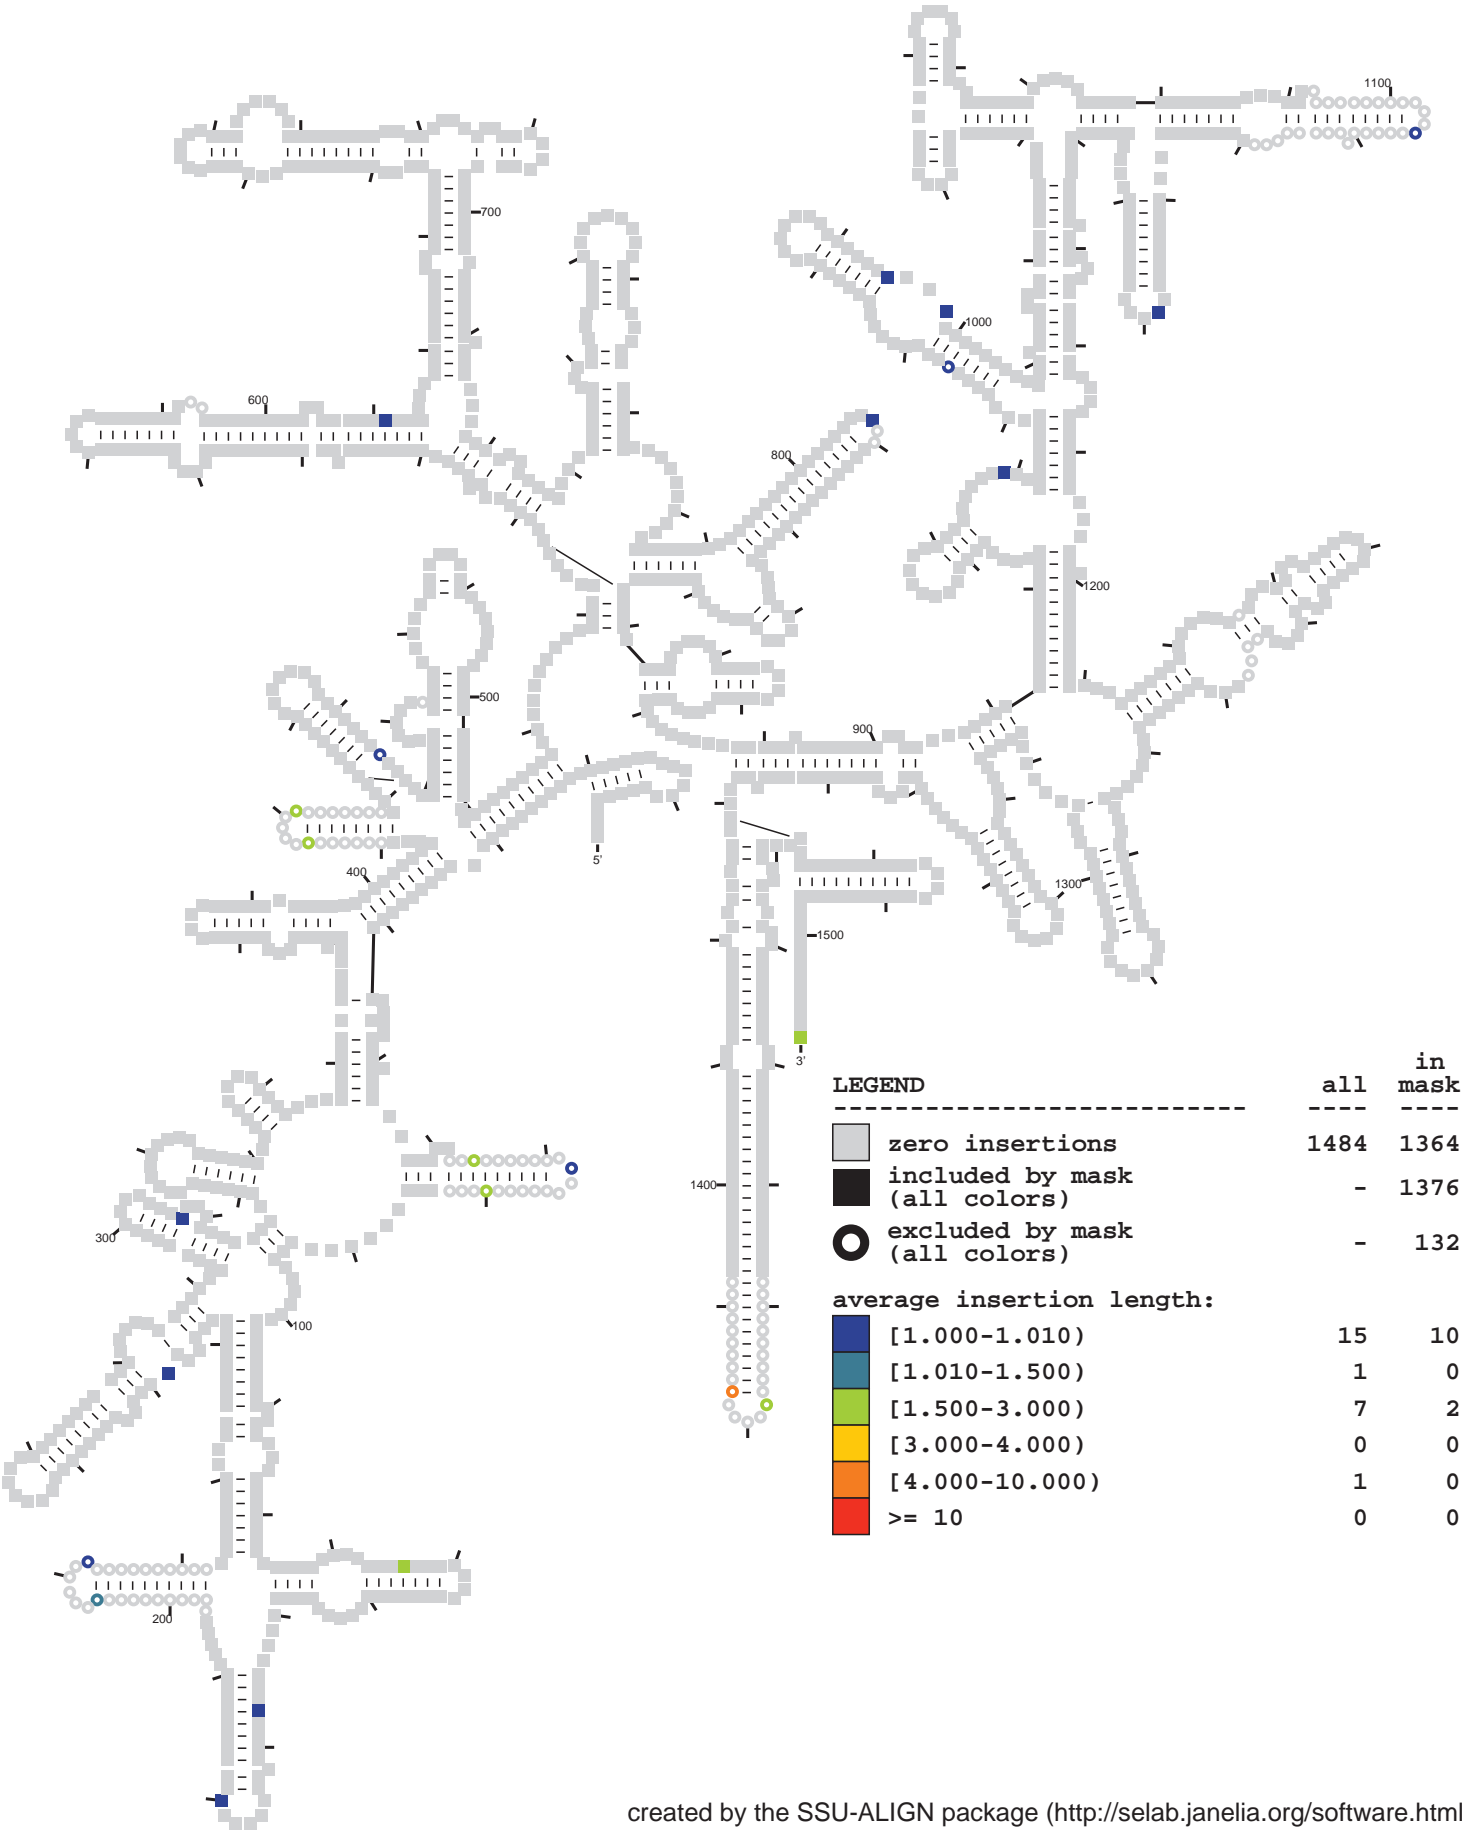 1100
700
1000
600
800
1200
500
900
5'
400
1300
1500
3'
LEGEND all in mask
zero insertions 1484 1364
included by mask
(all colors) - 1376
excluded by mask
(all colors) - 132
1400
300
average insertion length:
[1.000-1.010) 15 10
[1.010-1.500) 1 0
[1.500-3.000) 7 2
[3.000-4.000) 0 0
[4.000-10.000) 1 0
>= 10 0 0
100
200
created by the SSU-ALIGN package (http://selab.janelia.org/software.html